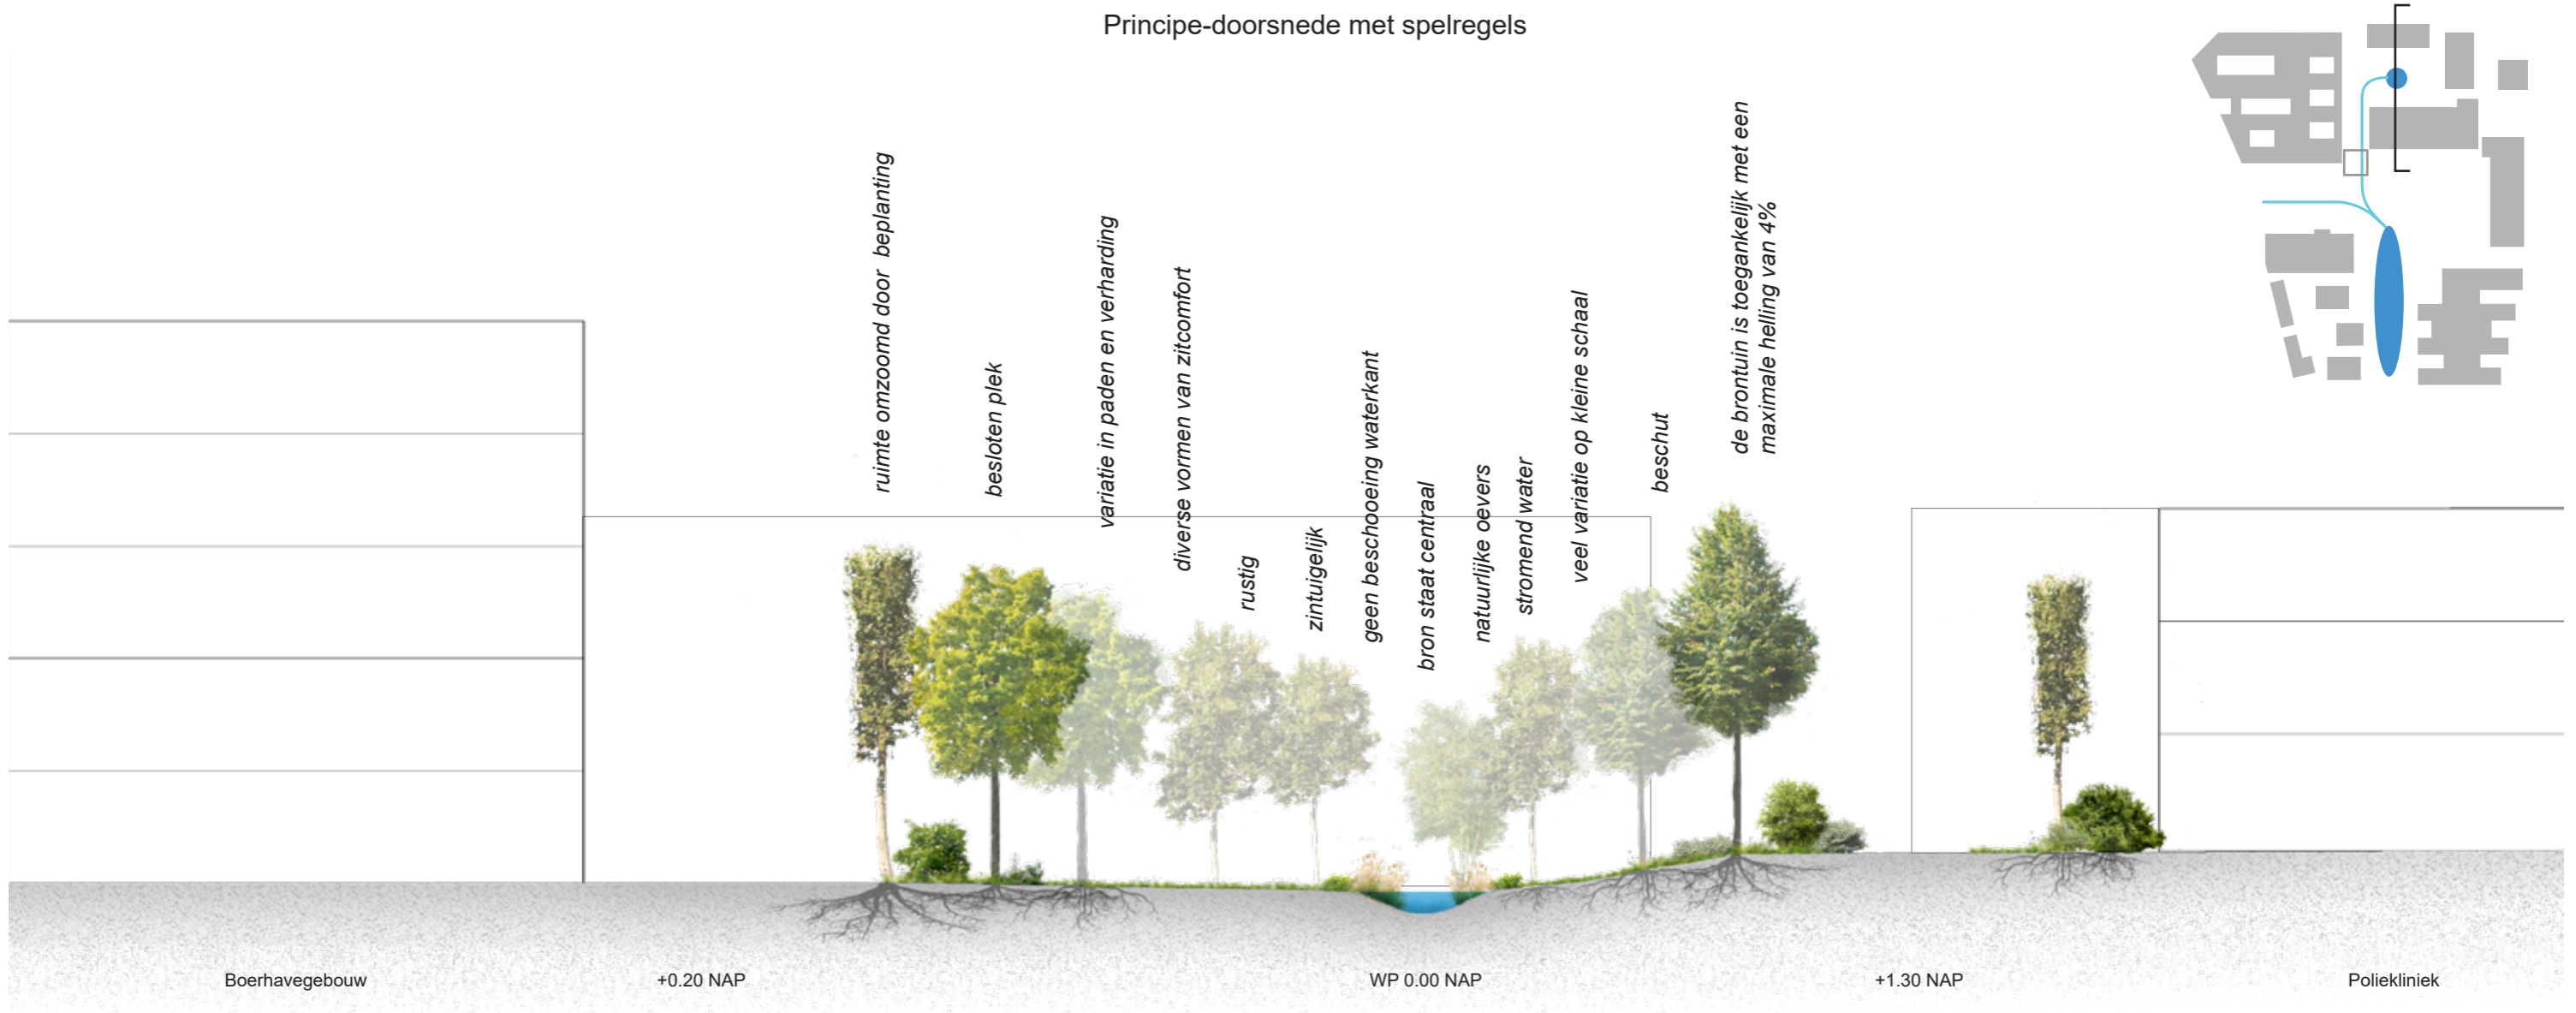 Principe-doorsnede met spelregels
ruimte omzoomd door beplanting
besloten plek
variatie in paden en verharding
diverse vormen van zitcomfort
rustig
zintuigelijk
geen beschooeing waterkant
bron staat centraal
natuurlijke oevers
stromend water
veel variatie op kleine schaal
beschut
de brontuin is toegankelijk met een
maximale helling van 4%
Boerhavegebouw
+0.20 NAP
WP 0.00 NAP
+1.30 NAP
Poliekliniek